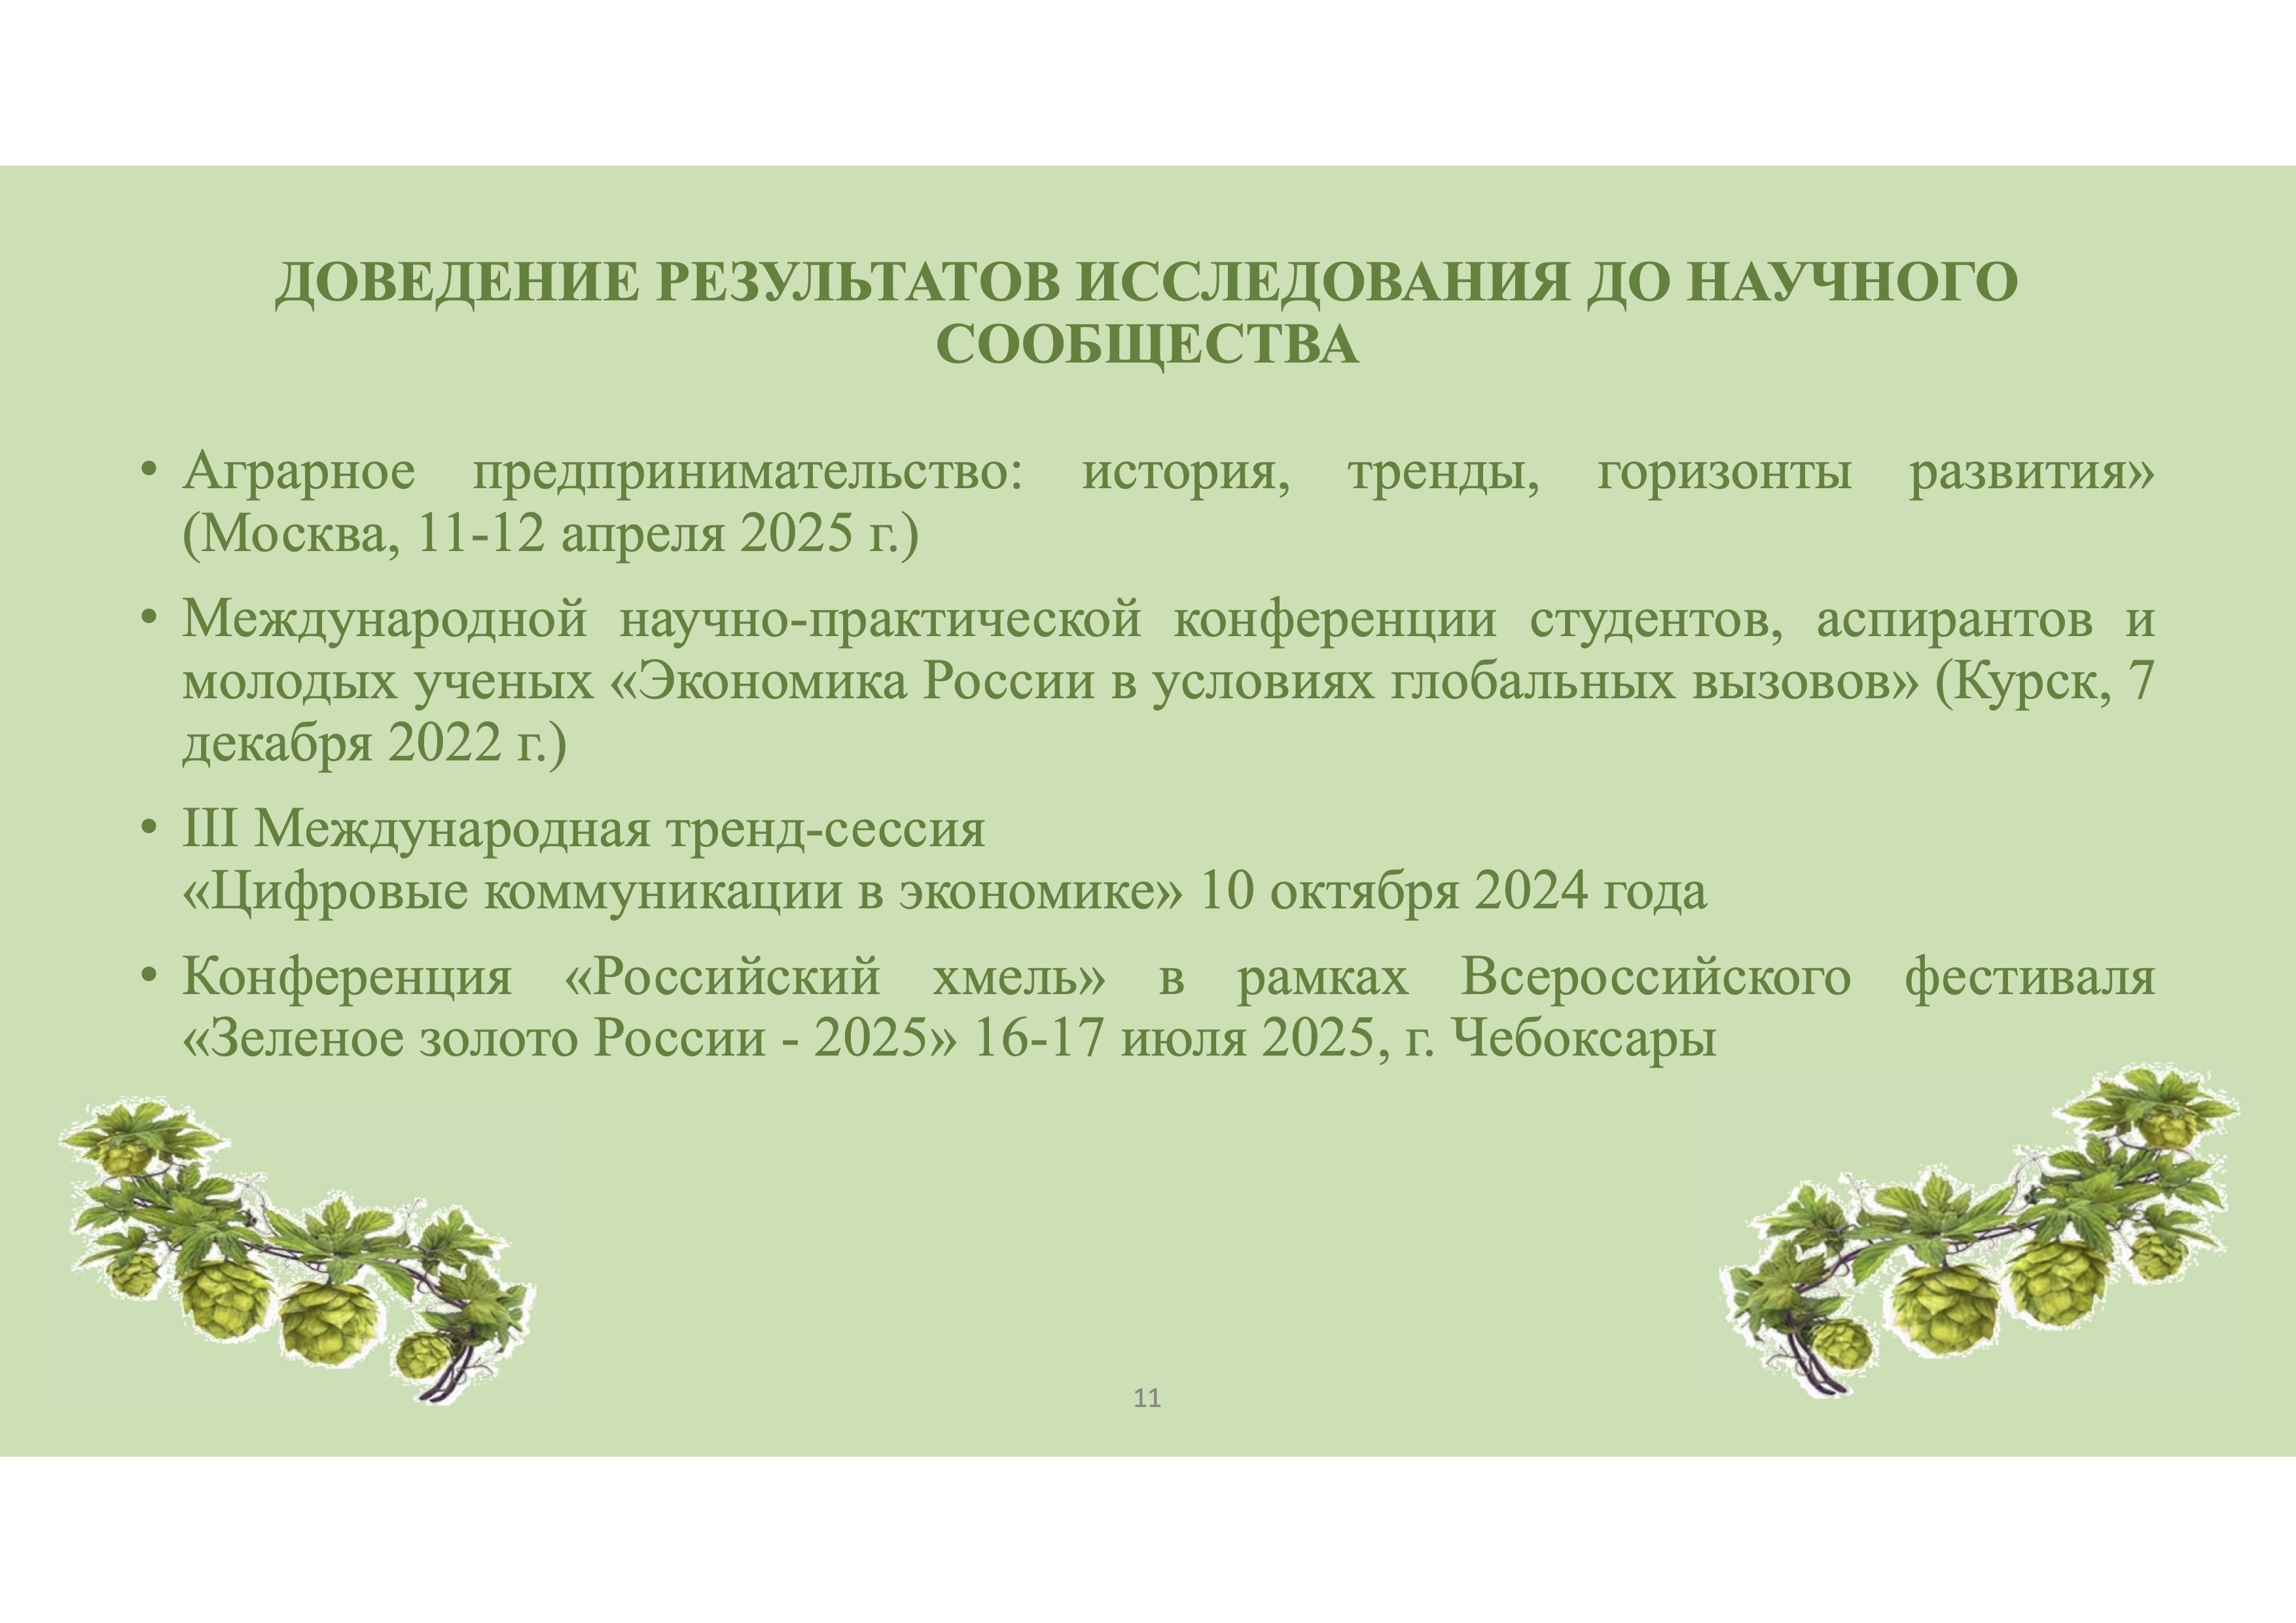 ДОВЕДЕНИЕ РЕЗУЛЬТАТОВ ИССЛЕДОВАНИЯ ДО НАУЧНОГО
СООБЩЕСТВА
• Аграрное предпринимательство: история, тренды, горизонты развития»
(Москва, 11-12 апреля 2025 г.)
• Международной научно-практической конференции студентов, аспирантов и
молодых ученых «Экономика России в условиях глобальных вызовов» (Курск, 7
декабря 2022 г.)
• III Международная тренд-сессия
«Цифровые коммуникации в экономике» 10 октября 2024 года
• Конференция «Российский хмель» в рамках Всероссийского фестиваля
«Зеленое золото России - 2025» 16-17 июля 2025, г. Чебоксары
11